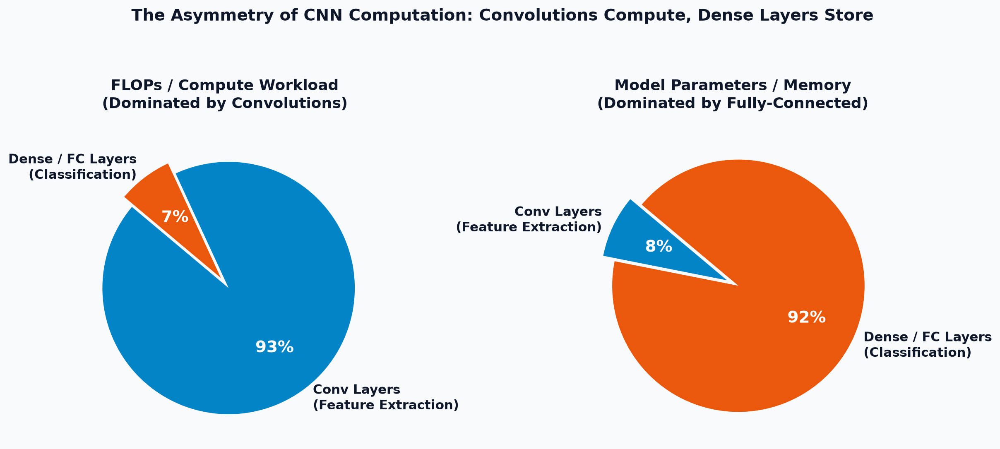 The Asymmetry of CNN Computation: Convolutions Compute, Dense Layers Store
FLOPs / Compute Workload
(Dominated by Convolutions)
Dense / FC Layers
(Classification)
7%
93%
Conv Layers
(Feature Extraction)
Model Parameters / Memory
(Dominated by Fully-Connected)
Conv Layers
(Feature Extraction)
8%
92%
Dense / FC Layers
(Classification)